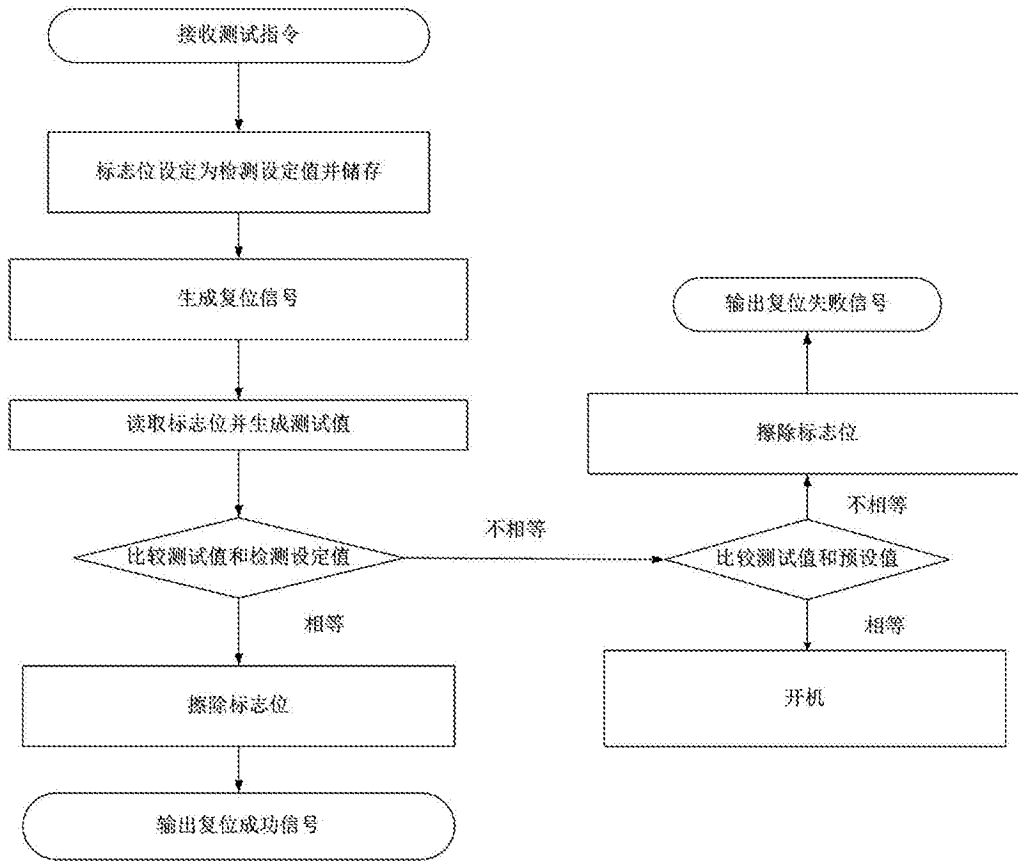 接收测试指令
标志位设定为检测设定值并储存
生成复位信号
读取标志位并生成测试值
比较测试值和检测设定值
相等
擦除标志位
输出复位成功信号
不相等
比较测试值和预设值
不相等
擦除标志位
输出复位失败信号
相等
开机